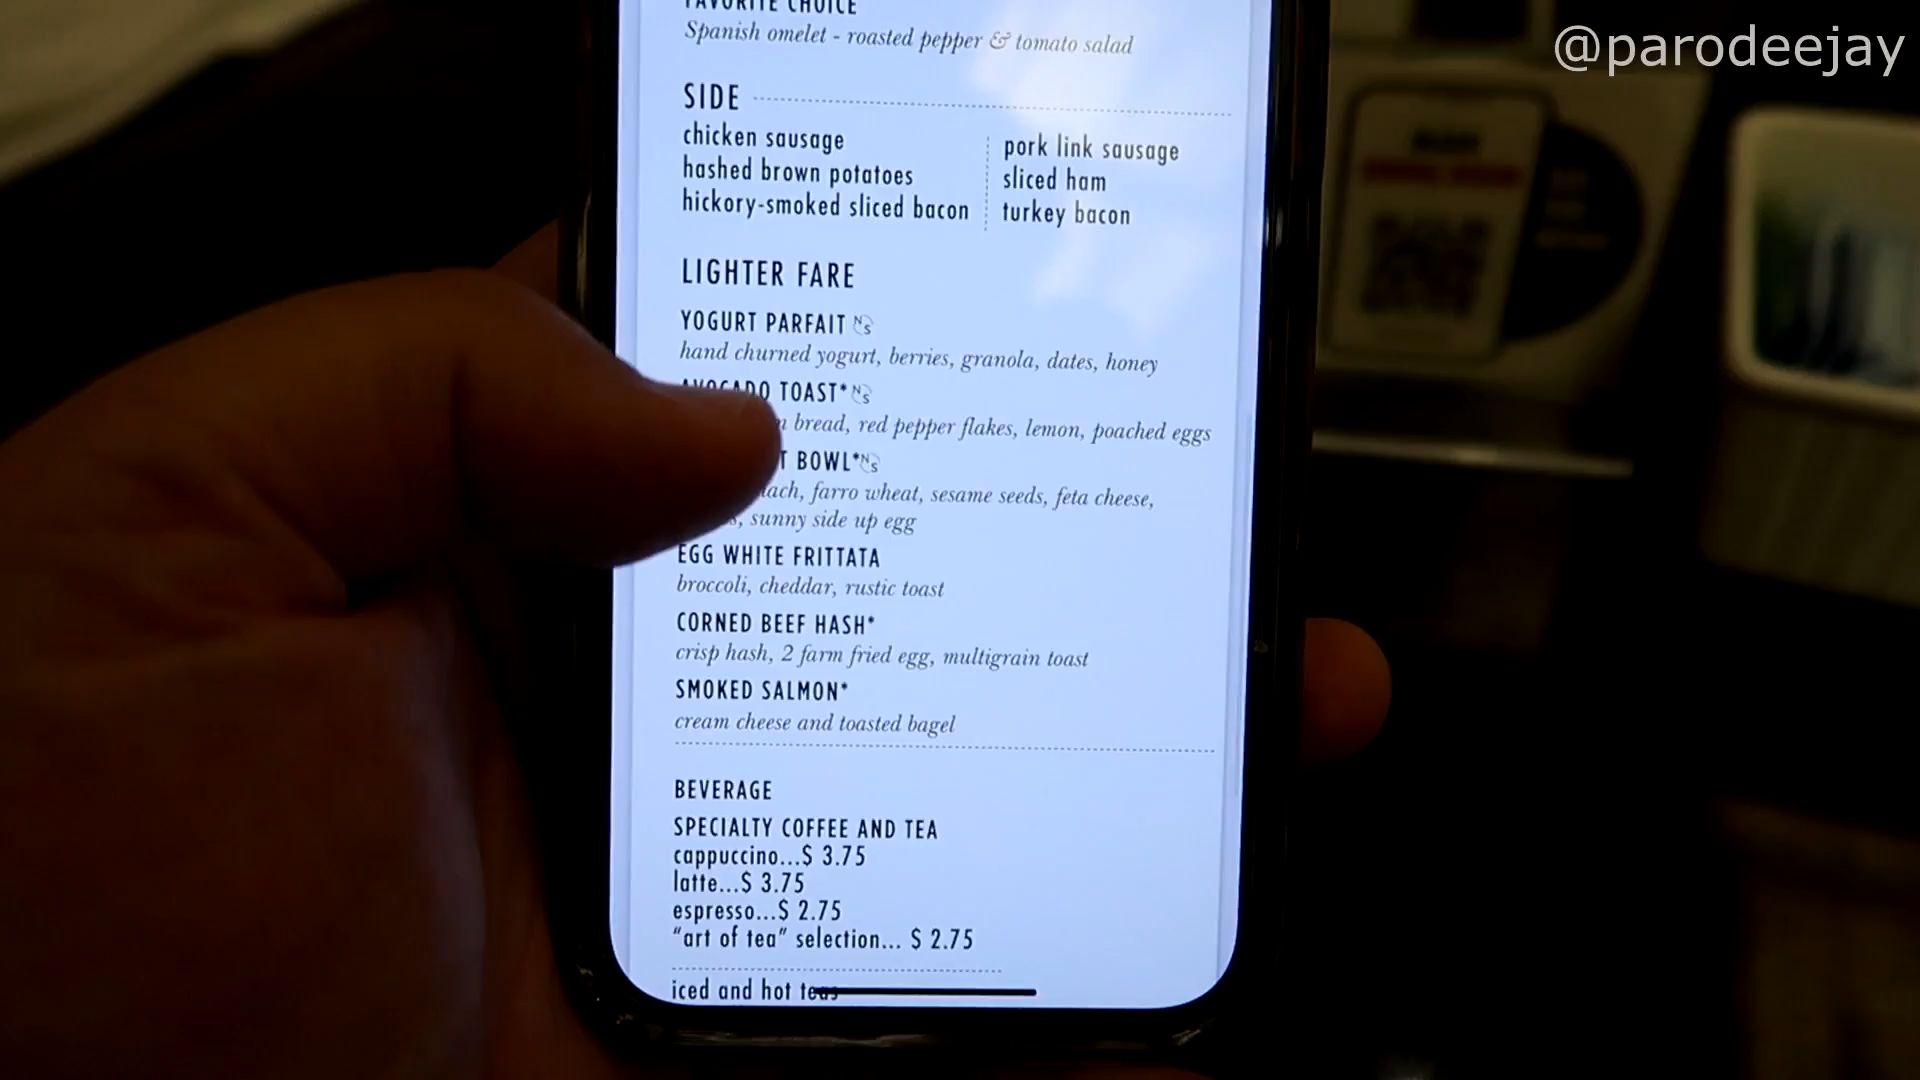 @parodeejay
FAVORITE CHOICE
Spanish omelet - roasted pepper & tomato salad
SIDE
chicken sausage
hashed brown potatoes
hickory-smoked sliced bacon
pork link sausage
sliced ham
turkey bacon
LIGHTER FARE
YOGURT PARFAIT
hand churned yogurt, berries, granola, dates, honey
AVOCADO TOAST*
bread, red pepper flakes, lemon, poached eggs
BOWL*
farro wheat, sesame seeds, feta cheese,
sunny side up egg
EGG WHITE FRITTATA
broccoli, cheddar, rustic toast
CORNED BEEF HASH*
crisp hash, 2 farm fried egg, multigrain toast
SMOKED SALMON*
cream cheese and toasted bagel
BEVERAGE
SPECIALTY COFFEE AND TEA
cappuccino...$ 3.75
latte...$ 3.75
espresso...$ 2.75
“art of tea” selection... $ 2.75
iced and hot teas